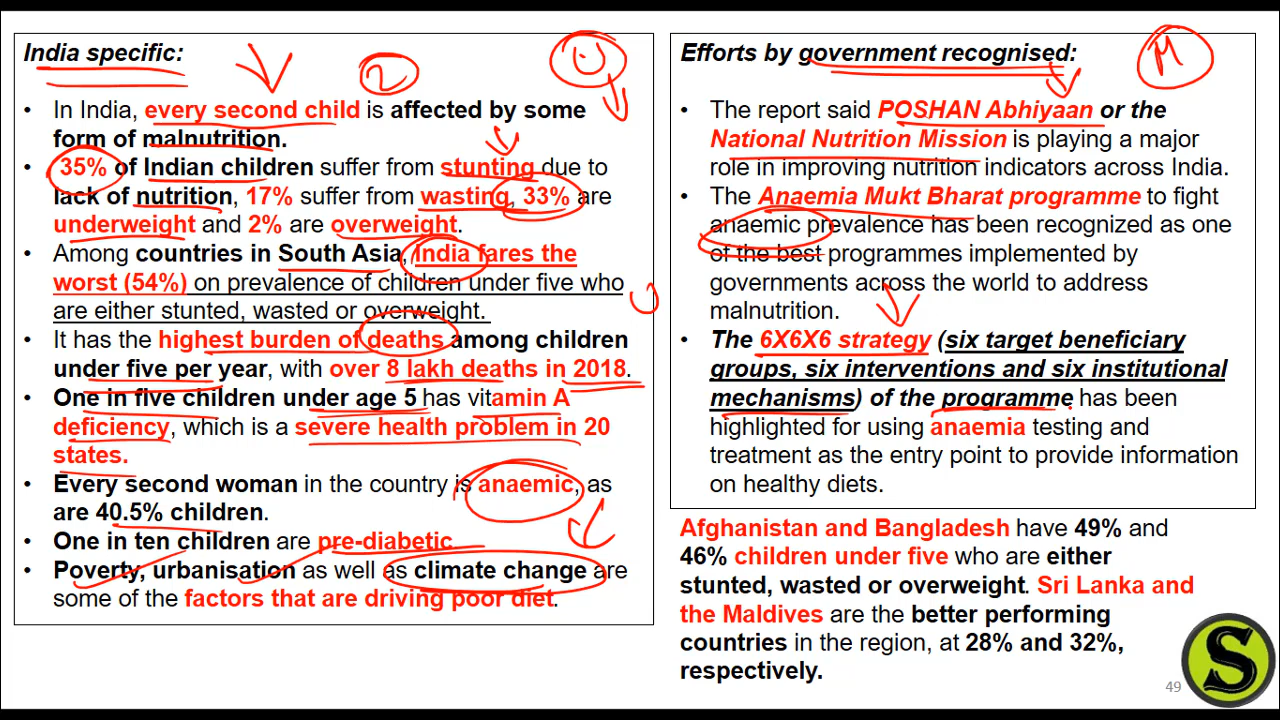 India specific:
• In India, every second child is affected by some
form of malnutrition.
• 35% of Indian children suffer from stunting due to
lack of nutrition, 17% suffer from wasting, 33% are
underweight and 2% are overweight.
• Among countries in South Asia, India fares the
worst (54%) on prevalence of children under five who
are either stunted, wasted or overweight.
• It has the highest burden of deaths among children
under five per year, with over 8 lakh deaths in 2018.
• One in five children under age 5 has vitamin A
deficiency, which is a severe health problem in 20
states.
• Every second woman in the country is anaemic, as
are 40.5% children.
• One in ten children are pre-diabetic.
• Poverty, urbanisation as well as climate change are
some of the factors that are driving poor diet.
Efforts by government recognised:
• The report said POSHAN Abhiyaan or the
National Nutrition Mission is playing a major
role in improving nutrition indicators across India.
• The Anaemia Mukt Bharat programme to fight
anaemic prevalence has been recognized as one
of the best programmes implemented by
governments across the world to address
malnutrition.
• The 6X6X6 strategy (six target beneficiary
groups, six interventions and six institutional
mechanisms) of the programme has been
highlighted for using anaemia testing and
treatment as the entry point to provide information
on healthy diets.
Afghanistan and Bangladesh have 49% and
46% children under five who are either
stunted, wasted or overweight. Sri Lanka and
the Maldives are the better performing
countries in the region, at 28% and 32%,
respectively.
49
S
2
M